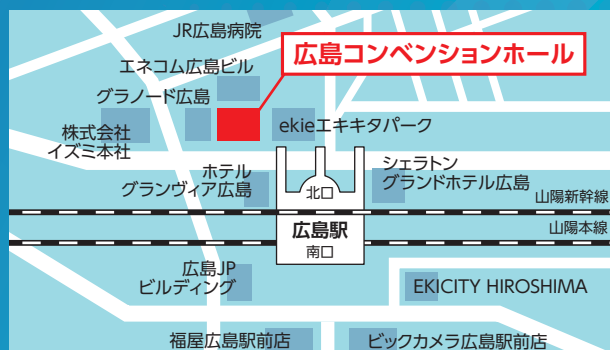 JR広島病院
広島コンベンションホール
エネコム広島ビル
グラノード広島
株式会社
イズミ本社
ekieエキキタパーク
ホテル
グランヴィア広島
北口
シェラトン
グランドホテル広島
山陽新幹線
広島駅
山陽本線
南口
広島JP
ビルディング
EKICITY HIROSHIMA
福屋広島駅前店
ビックカメラ広島駅前店